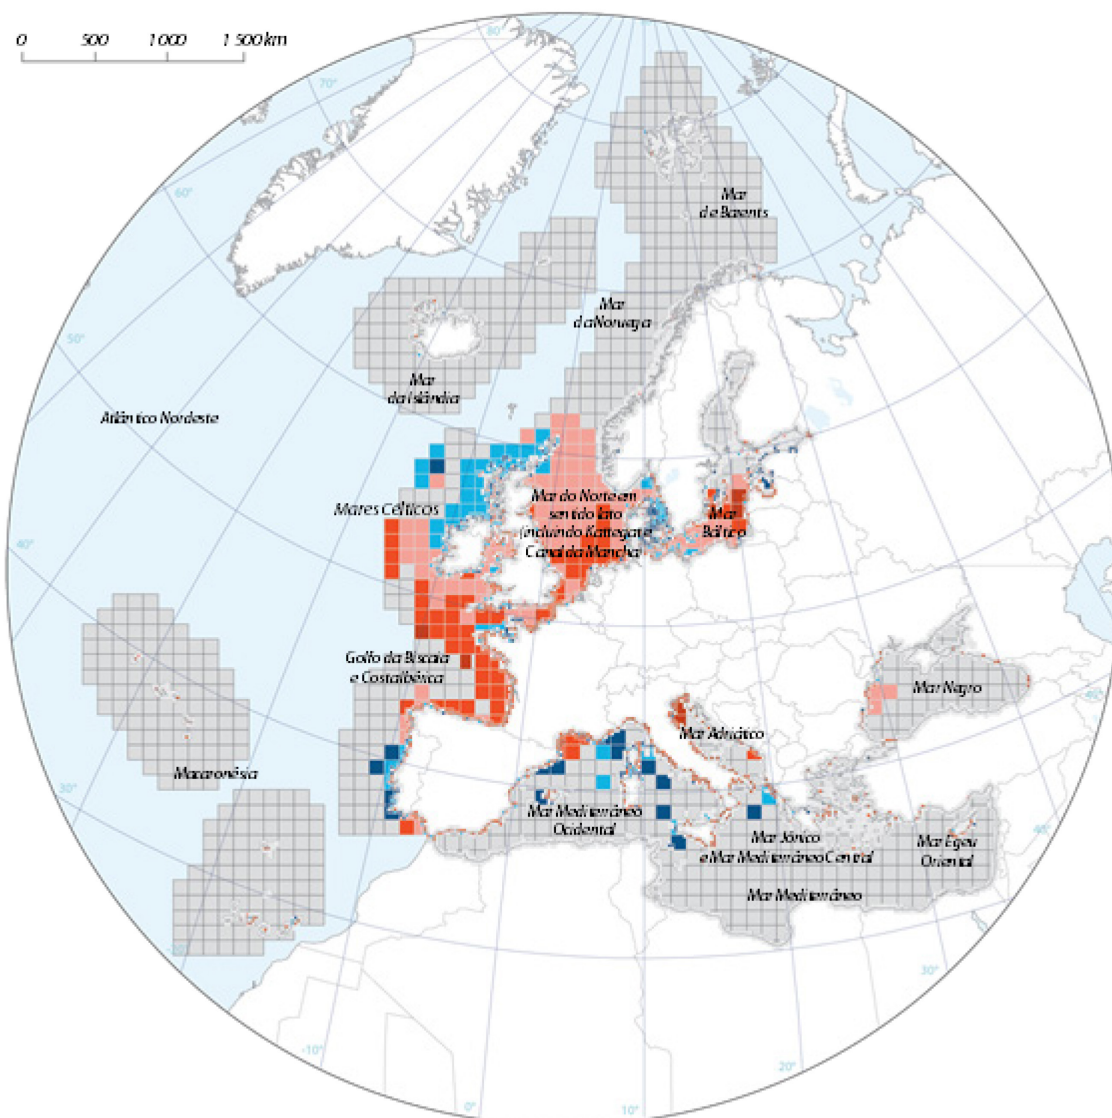 0 500 1 000 1 500 km
80°
70°
60°
50°
40°
30°
Mar
de Barents
Mar
da Noruega
Mar
da Islândia
Atlântico Nordeste
Mares Célticos
Mar do Norte em
sentido lato
(incluindo Kattegat e
Canal da Mancha)
Mar
Báltico
Golfo da Biscaia
e Costa Ibérica
Mar Negro
Mar Adriático
Macaronésia
Mar Mediterrâneo
Ocidental
Mar Jónico
e Mar Mediterrâneo Central
Mar Egeu
Oriental
Mar Mediterrâneo
40°
30°
-10°
0°
10°
20°